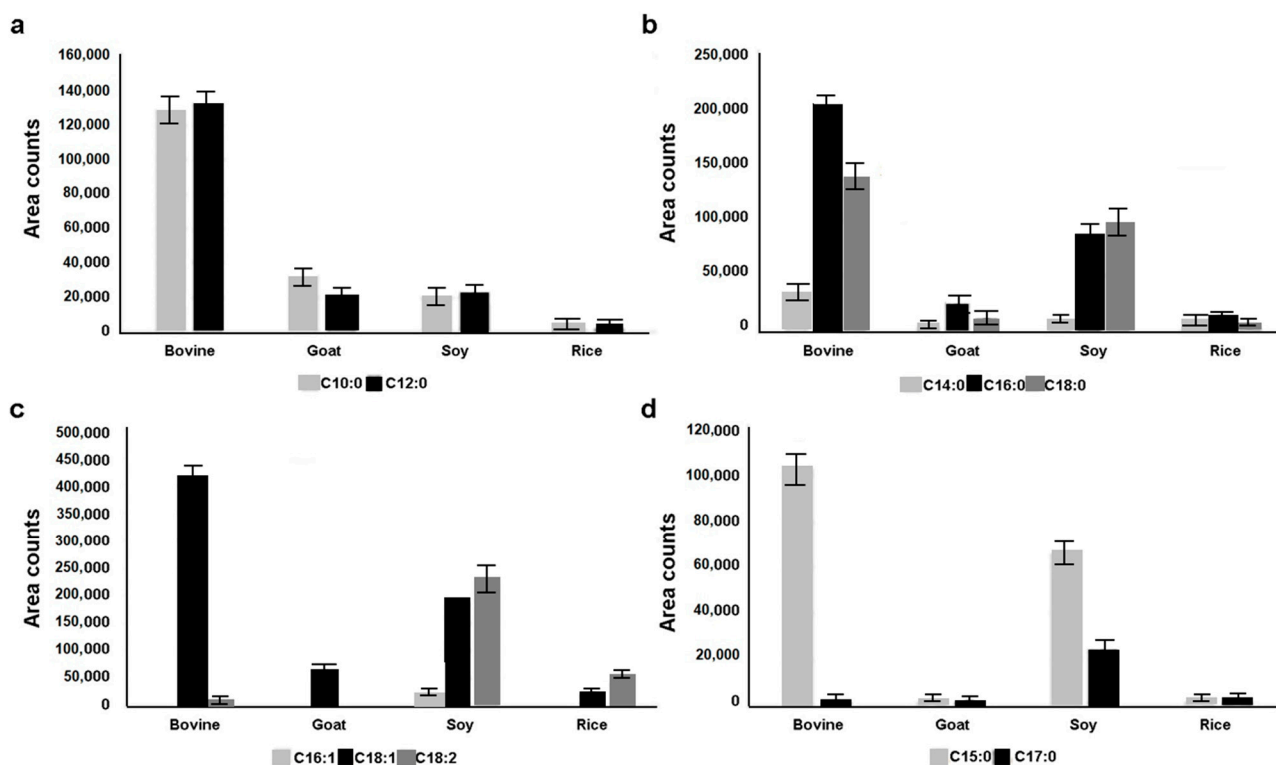 a
160,000
140,000
120,000
100,000
80,000
60,000
40,000
20,000
0
Area counts
Bovine Goat Soy Rice
C10:0 C12:0
b
250,000
200,000
150,000
100,000
50,000
0
Area counts
Bovine Goat Soy Rice
C14:0 C16:0 C18:0
c
500,000
450,000
400,000
350,000
300,000
250,000
200,000
150,000
100,000
50,000
0
Area counts
Bovine Goat Soy Rice
C16:1 C18:1 C18:2
d
120,000
100,000
80,000
60,000
40,000
20,000
0
Area counts
Bovine Goat Soy Rice
C15:0 C17:0